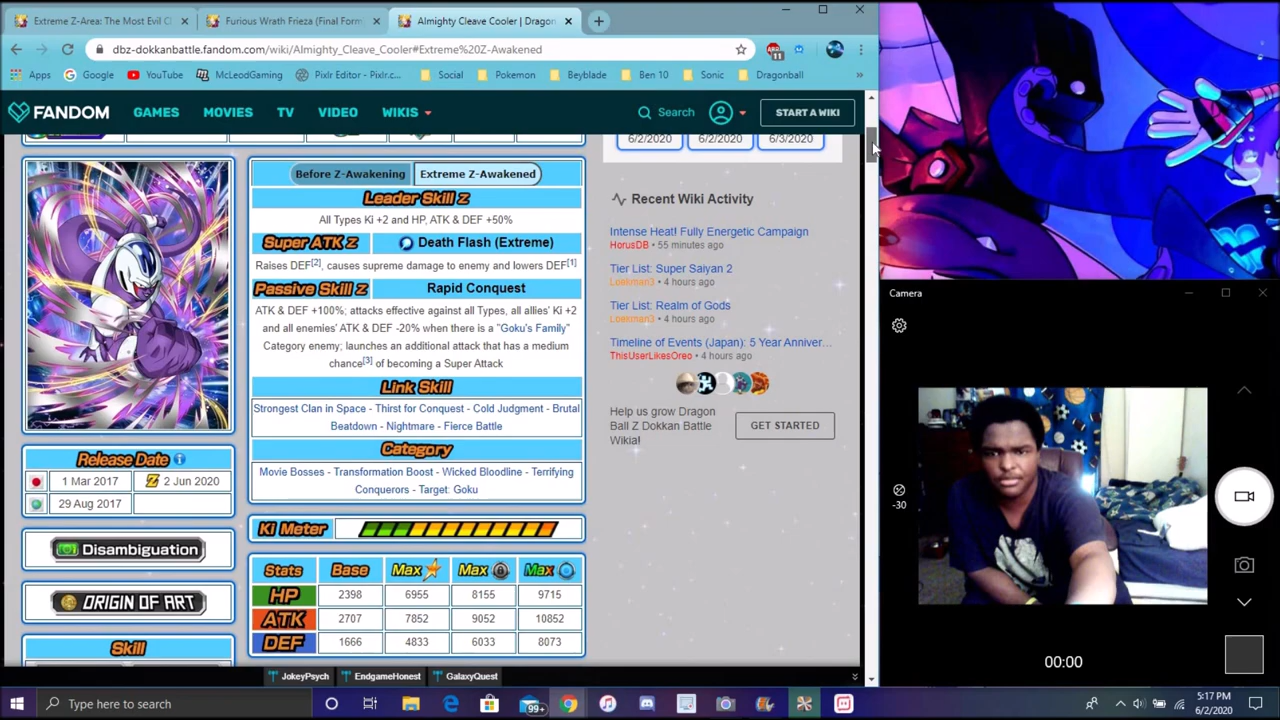 Extreme Z-Area: The Most Evil Cl
Furious Wrath Frieza (Final Form
Almighty Cleave Cooler | Dragon
dbz-dokkanbattle.fandom.com/wiki/Almighty_Cleave_Cooler#Extreme%20Z-Awakened
11
Apps Google YouTube McLeodGaming Pixlr Editor - Pixlr.c... Social Pokemon Beyblade Ben 10 Sonic Dragonball »
FANDOM GAMES MOVIES TV VIDEO WIKIS Search START A WIKI
6/2/2020 6/2/2020 6/3/2020
Before Z-Awakening Extreme Z-Awakened
Leader Skill Z
All Types Ki +2 and HP, ATK & DEF +50%
Super ATK Z Death Flash (Extreme)
Raises DEF[2], causes supreme damage to enemy and lowers DEF[1]
Passive Skill Z Rapid Conquest
ATK & DEF +100%; attacks effective against all Types, all allies' Ki +2
and all enemies' ATK & DEF -20% when there is a "Goku's Family"
Category enemy; launches an additional attack that has a medium
chance[3] of becoming a Super Attack
Link Skill
Strongest Clan in Space - Thirst for Conquest - Cold Judgment - Brutal
Beatdown - Nightmare - Fierce Battle
Category
Movie Bosses - Transformation Boost - Wicked Bloodline - Terrifying
Conquerors - Target: Goku
Ki Meter
Stats Base Max Max Max
HP 2398 6955 8155 9715
ATK 2707 7852 9052 10852
DEF 1666 4833 6033 8073
Release Date
1 Mar 2017 Z 2 Jun 2020
29 Aug 2017
Disambiguation
ORIGIN OF ART
Skill
Recent Wiki Activity
Intense Heat! Fully Energetic Campaign
HorusDB • 55 minutes ago
Tier List: Super Saiyan 2
Loexman3 • 4 hours ago
Tier List: Realm of Gods
Loexman3 • 4 hours ago
Timeline of Events (Japan): 5 Year Anniver...
ThisUserLikesOreo • 4 hours ago
Help us grow Dragon
Ball Z Dokkan Battle
Wikia!
GET STARTED
JokeyPsych EndgameHonest GalaxyQuest
Camera
-30
00:00
Type here to search
99+
5:17 PM
6/2/2020